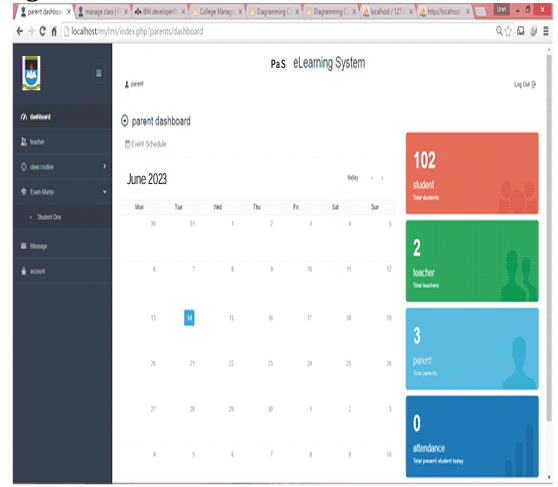 parent dashboo X manage class | X IBM developer X College Manage X Diagramming C X Diagramming C X localhost / 127 X http://localhost X
localhost/mylms/index.php?parents/dashboard
PaS eLearning System
parent
Log Out
dashboard
teacher
class routine
Exam Marks
Student One
Message
account
parent dashboard
Event Schedule
June 2023
today
Mon Tue Wed Thu Fri Sat Sun
30 31 1 2 3 4 5
6 7 8 9 10 11 12
13 14 15 16 17 18 19
20 21 22 23 24 25 26
27 28 29 30 1 2 3
4 5 6 7 8 9 10
102
student
Total students
2
teacher
Total teachers
3
parent
Total parents
0
attendance
Total present student today